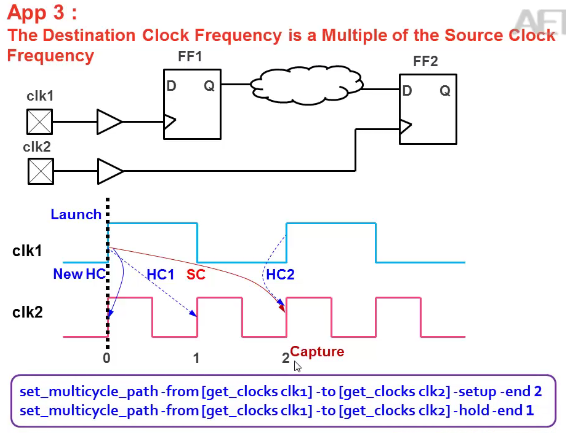 App 3 :
The Destination Clock Frequency is a Multiple of the Source Clock
Frequency
FF1
FF2
D Q
D Q
clk1
clk2
Launch
clk1
New HC HC1 SC HC2
clk2
0 1 2 Capture
set_multicycle_path -from [get_clocks clk1] -to [get_clocks clk2] -setup -end 2
set_multicycle_path -from [get_clocks clk1] -to [get_clocks clk2] -hold -end 1